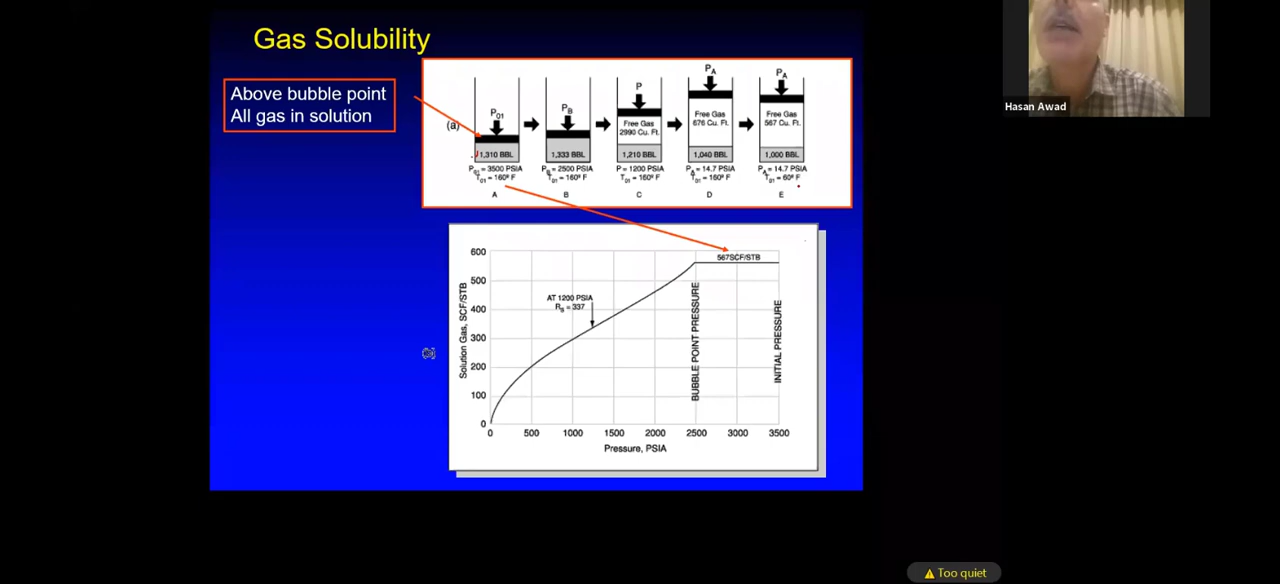 Gas Solubility
Above bubble point
All gas in solution
Hasan Awad
(a)
P01
PB
P
PA
PA
Free Gas
2990 Cu. Ft.
Free Gas
676 Cu. Ft.
Free Gas
567 Cu. Ft.
1,310 BBL
1,333 BBL
1,210 BBL
1,040 BBL
1,000 BBL
P01 = 3500 PSIA
T01 = 160° F
PB = 2500 PSIA
T01 = 160° F
P = 1200 PSIA
T01 = 160° F
PA = 14.7 PSIA
T01 = 160° F
PA = 14.7 PSIA
T01 = 60° F
A
B
C
D
E
Solution Gas, SCF/STB
600
500
400
300
200
100
0
567SCF/STB
AT 1200 PSIA
RS = 337
BUBBLE POINT PRESSURE
INITIAL PRESSURE
0
500
1000
1500
2000
2500
3000
3500
Pressure, PSIA
Too quiet